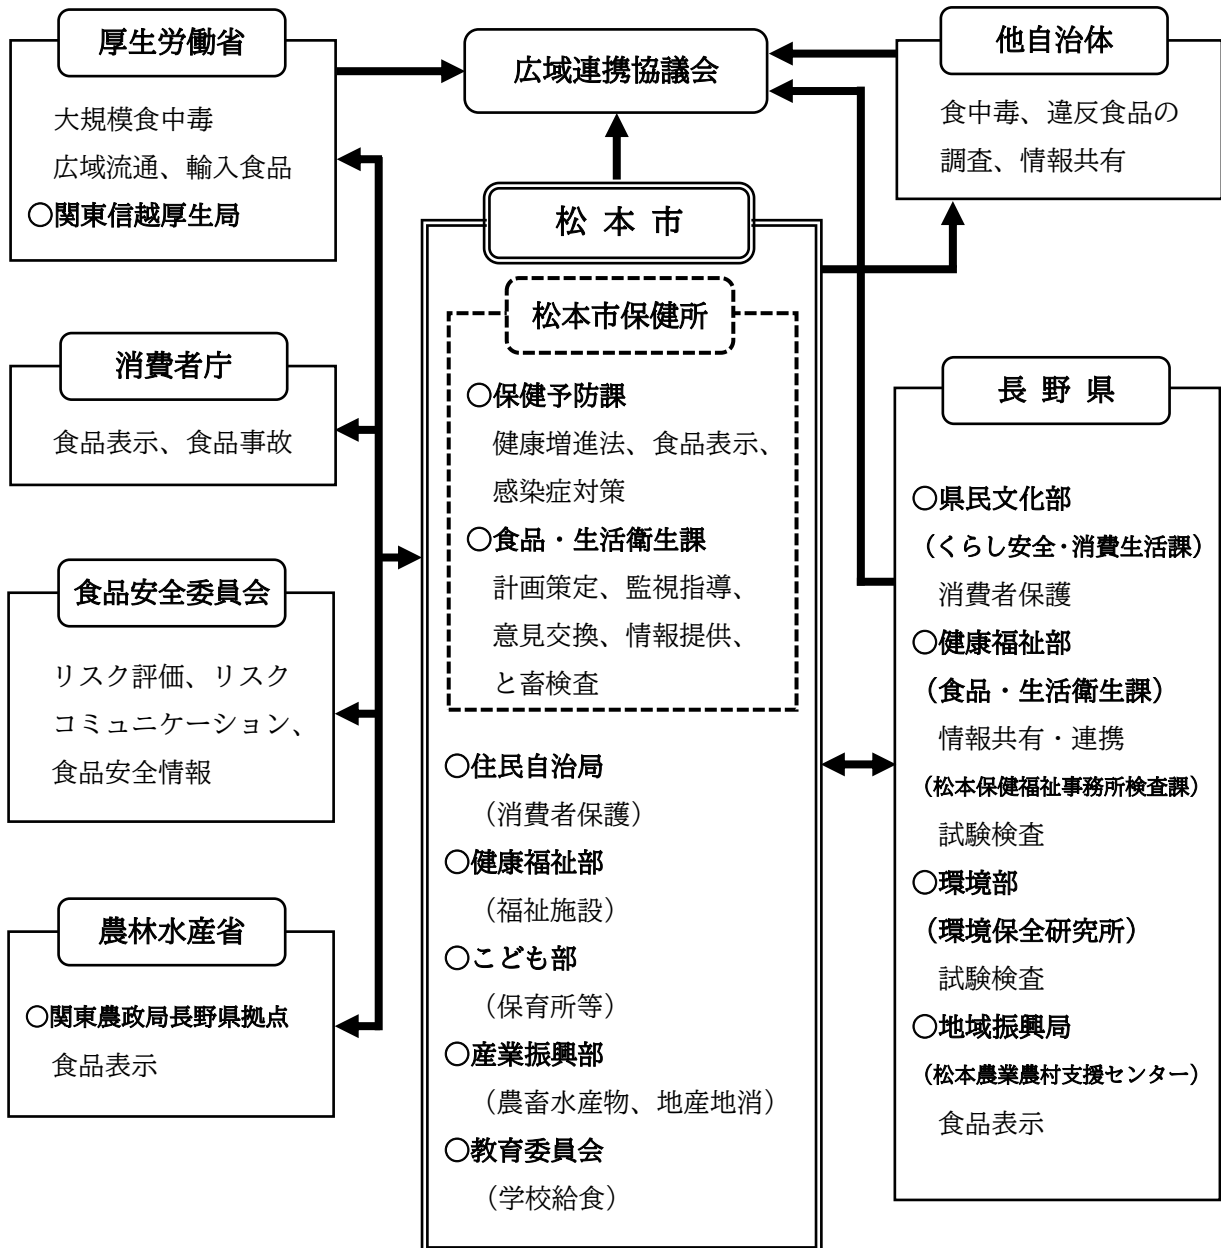 厚生労働省
大規模食中毒
広域流通、輸入食品
〇関東信越厚生局
消費者庁
食品表示、食品事故
食品安全委員会
リスク評価、リスク
コミュニケーション、
食品安全情報
農林水産省
〇関東農政局長野県拠点
食品表示
広域連携協議会
松 本 市
松本市保健所
〇保健予防課
健康増進法、食品表示、
感染症対策
〇食品・生活衛生課
計画策定、監視指導、
意見交換、情報提供、
と畜検査
〇住民自治局
（消費者保護）
〇健康福祉部
（福祉施設）
〇こども部
（保育所等）
〇産業振興部
（農畜水産物、地産地消）
〇教育委員会
（学校給食）
他自治体
食中毒、違反食品の
調査、情報共有
長 野 県
〇県民文化部
（くらし安全・消費生活課）
消費者保護
〇健康福祉部
（食品・生活衛生課）
情報共有・連携
（松本保健福祉事務所検査課）
試験検査
〇環境部
（環境保全研究所）
試験検査
〇地域振興局
（松本農業農村支援センター）
食品表示